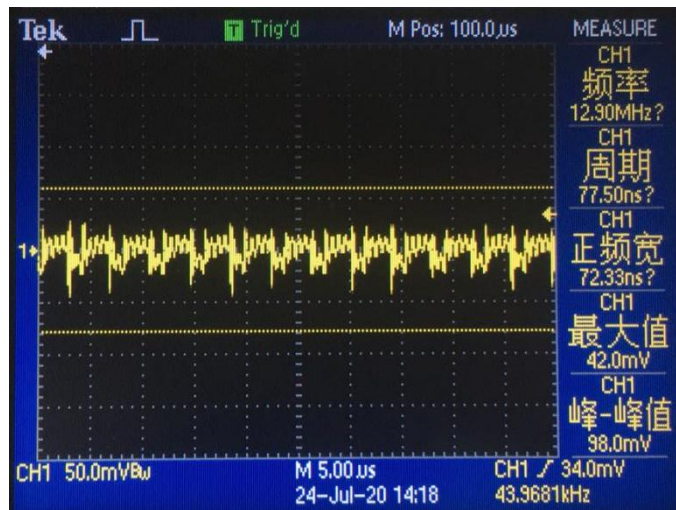 Tek T Trig'd M Pos: 100.0µs MEASURE
CH1
频率
12.90MHz?
CH1
周期
77.50ns?
CH1
正频宽
72.33ns?
CH1
最大值
42.0mV
CH1
峰-峰值
98.0mV
1
CH1 50.0mVBw M 5.00µs CH1 34.0mV
24-Jul-20 14:18 43.9681kHz